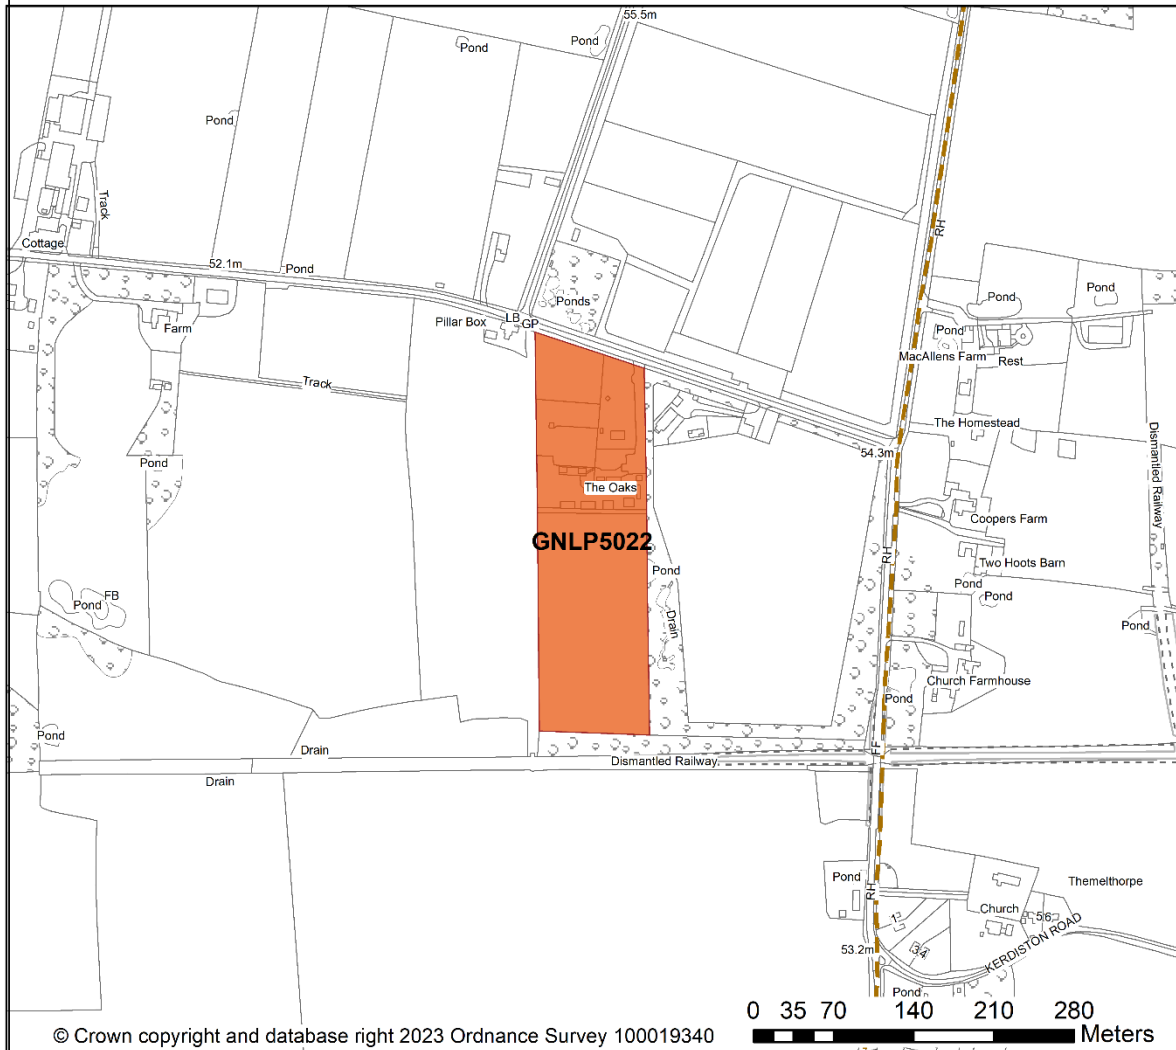 55.5m
Pond
Pond
Pond
Track
RH
Cottage
52.1m
Pond
Ponds
Pond
Pond
Pillar Box
LB
GP
Farm
Pond
MacAllens Farm
Rest
Track
The Homestead
54.3m
Dismantled Railway
Pond
The Oaks
Coopers Farm
GNLP5022
RH
Two Hoots Barn
Pond
Pond
Pond
FB
Pond
Drain
Pond
Church Farmhouse
Pond
Pond
Drain
FF
Dismantled Railway
Drain
Pond
RH
Themelthorpe
Church
1
5 6
3 4
53.2m
KERDISTON ROAD
Pond
0 35 70 140 210 280
Meters
© Crown copyright and database right 2023 Ordnance Survey 100019340